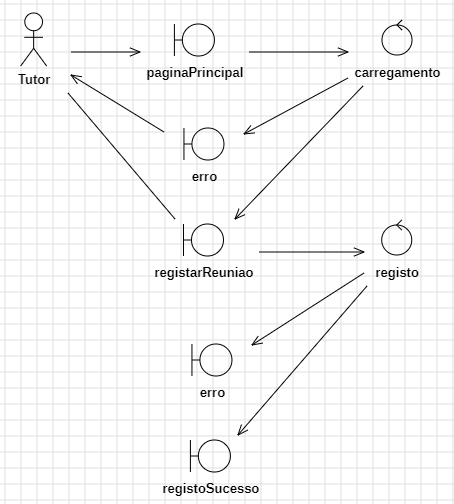 Tutor
paginaPrincipal
carregamento
erro
registarReuniao
registo
erro
registoSucesso